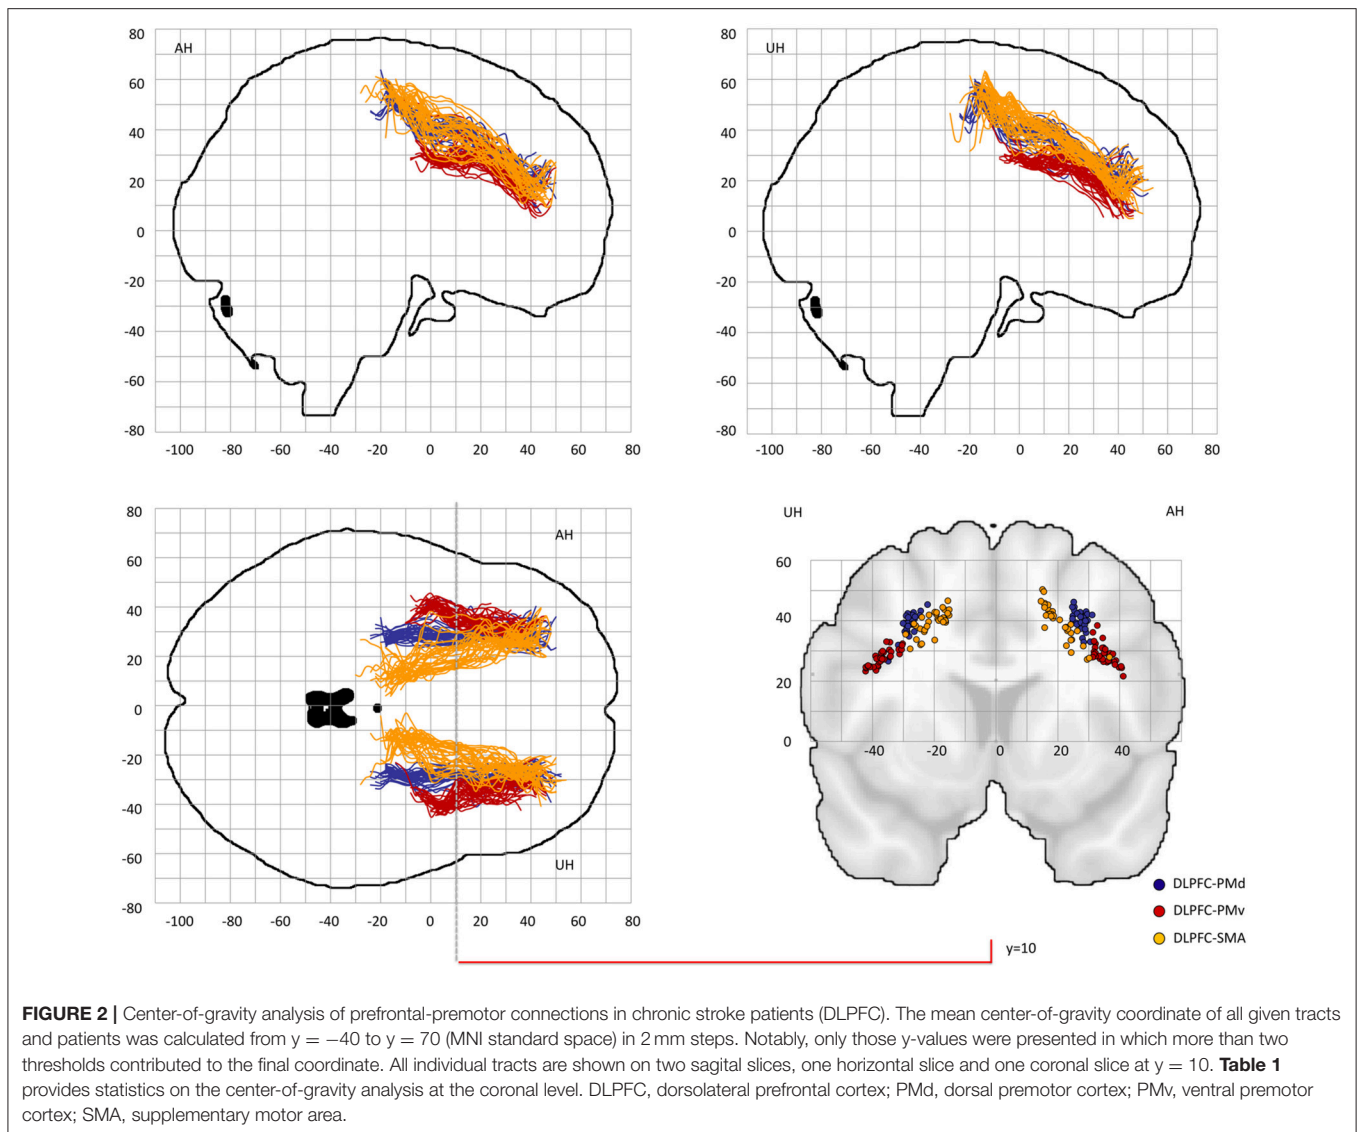 AH
80
60
40
20
0
-20
-40
-60
-80
-100 -80 -60 -40 -20 0 20 40 60 80
UH
80
60
40
20
0
-20
-40
-60
-80
-100 -80 -60 -40 -20 0 20 40 60 80
AH
80
60
40
20
0
-20
-40
-60
-80
UH
-100 -80 -60 -40 -20 0 20 40 60 80
UH AH
60
40
20
0
-40 -20 0 20 40
DLPFC-PMd
DLPFC-PMv
DLPFC-SMA
y=10
FIGURE 2 | Center-of-gravity analysis of prefrontal-premotor connections in chronic stroke patients (DLPFC). The mean center-of-gravity coordinate of all given tracts
and patients was calculated from y = −40 to y = 70 (MNI standard space) in 2 mm steps. Notably, only those y-values were presented in which more than two
thresholds contributed to the final coordinate. All individual tracts are shown on two sagital slices, one horizontal slice and one coronal slice at y = 10. Table 1
provides statistics on the center-of-gravity analysis at the coronal level. DLPFC, dorsolateral prefrontal cortex; PMd, dorsal premotor cortex; PMv, ventral premotor
cortex; SMA, supplementary motor area.